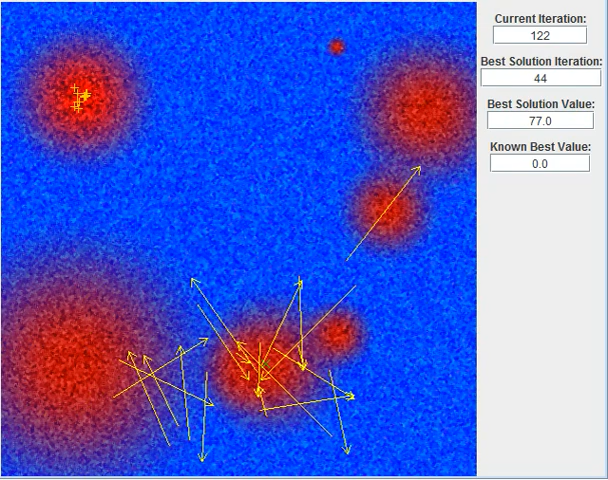 Current Iteration:
122
Best Solution Iteration:
44
Best Solution Value:
77.0
Known Best Value:
0.0